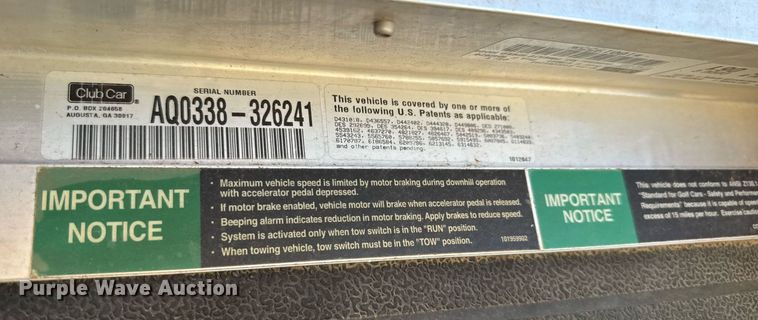 Club Car
P.O. BOX 204658
AUGUSTA, GA 30917
SERIAL NUMBER
AQ0338-326241
This vehicle is covered by one or more of
the following U.S. Patents as applicable:
and other patents pending.
1012647
IMPORTANT
NOTICE
• Maximum vehicle speed is limited by motor braking during downhill operation
with accelerator pedal depressed.
• If motor brake enabled, vehicle motor will brake when accelerator pedal is released.
• Beeping alarm indicates reduction in motor braking. Apply brakes to reduce speed.
• System is activated only when tow switch is in the "RUN" position.
• When towing vehicle, tow switch must be in the "TOW" position.
101959902
IMPORTANT
NOTICE
This vehicle does not conform to
"Standard for Golf Cars - Safety and Perform
Requirements" because it is capable of speed
excess of 15 miles per hour. Exercise caution
Purple Wave Auction